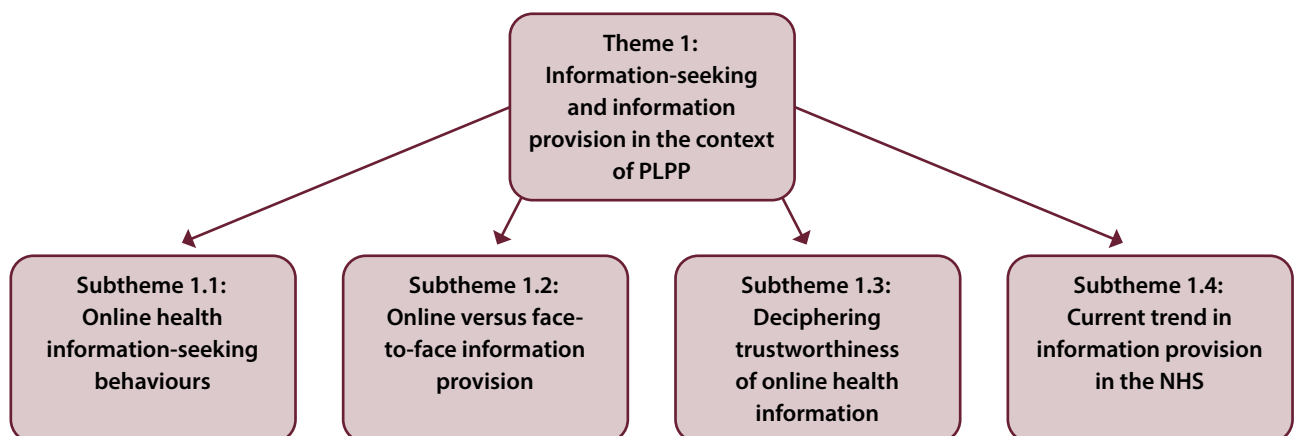 Theme 1:
Information-seeking
and information
provision in the context
of PLPP
Subtheme 1.1:
Online health
information-seeking
behaviours
Subtheme 1.2:
Online versus face-
to-face information
provision
Subtheme 1.3:
Deciphering
trustworthiness
of online health
information
Subtheme 1.4:
Current trend in
information provision
in the NHS